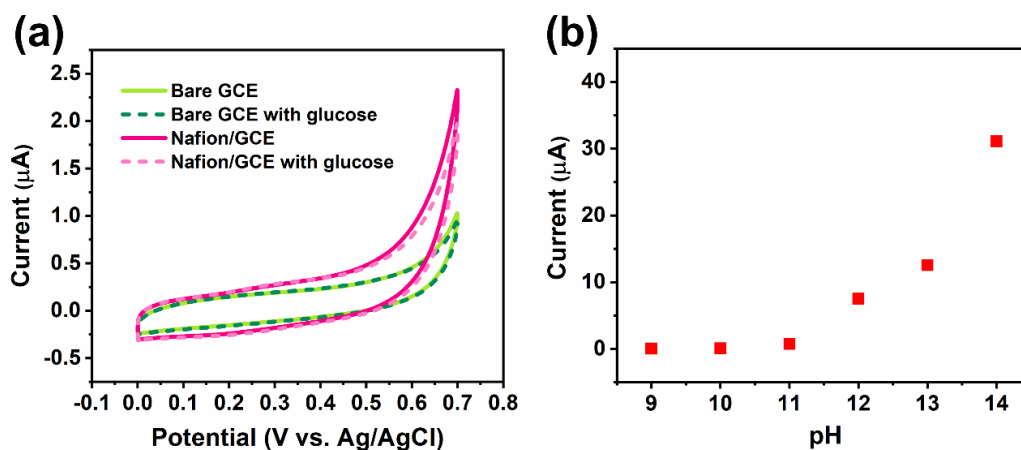 (a)
Current (μA)
2.5
2.0
1.5
1.0
0.5
0.0
-0.5
Bare GCE
Bare GCE with glucose
Nafion/GCE
Nafion/GCE with glucose
-0.1 0.0 0.1 0.2 0.3 0.4 0.5 0.6 0.7 0.8
Potential (V vs. Ag/AgCl)
(b)
Current (μA)
40
30
20
10
0
9 10 11 12 13 14
pH